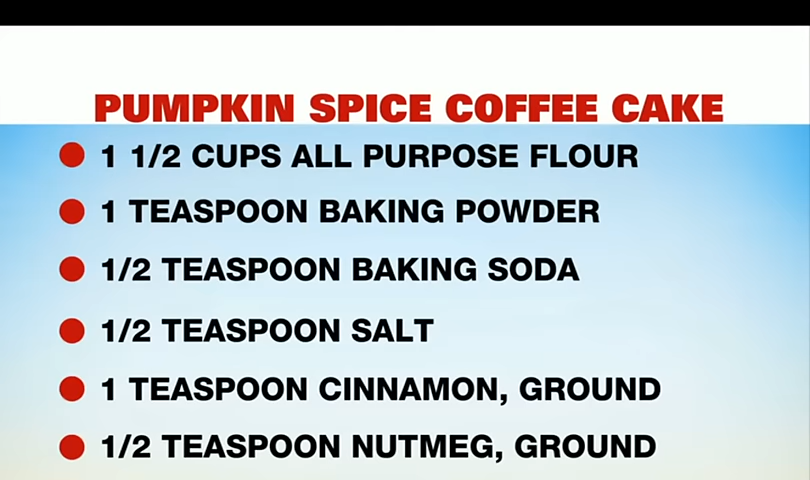 PUMPKIN SPICE COFFEE CAKE
1 1/2 CUPS ALL PURPOSE FLOUR
1 TEASPOON BAKING POWDER
1/2 TEASPOON BAKING SODA
1/2 TEASPOON SALT
1 TEASPOON CINNAMON, GROUND
1/2 TEASPOON NUTMEG, GROUND